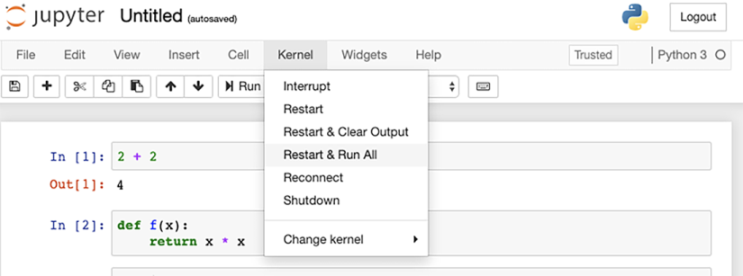 jupyter Untitled (autosaved) Logout
File Edit View Insert Cell Kernel Widgets Help Trusted Python 3
Run
Interrupt
Restart
Restart & Clear Output
Restart & Run All
Reconnect
Shutdown
Change kernel
In [1]: 2 + 2
Out[1]: 4
In [2]: def f(x):
return x * x